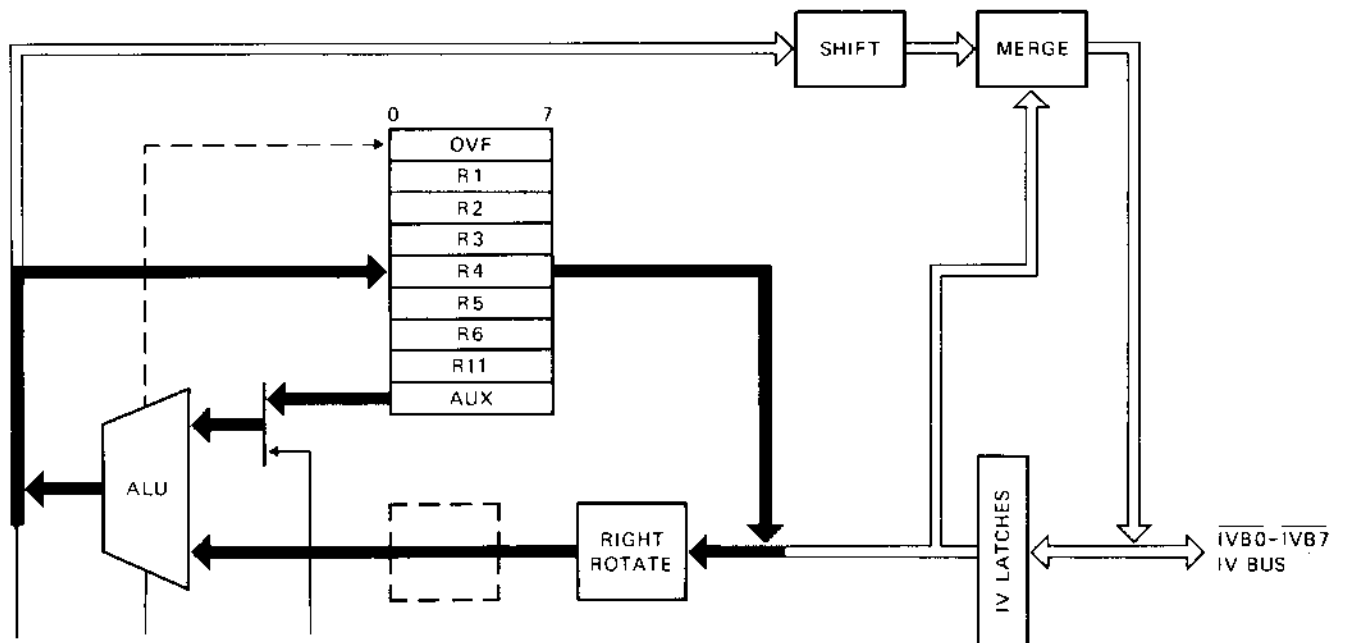 SHIFT
MERGE
0 7
OVF
R1
R2
R3
R4
R5
R6
R11
AUX
ALU
RIGHT
ROTATE
IV LATCHES
IVB0-IVB7
IV BUS